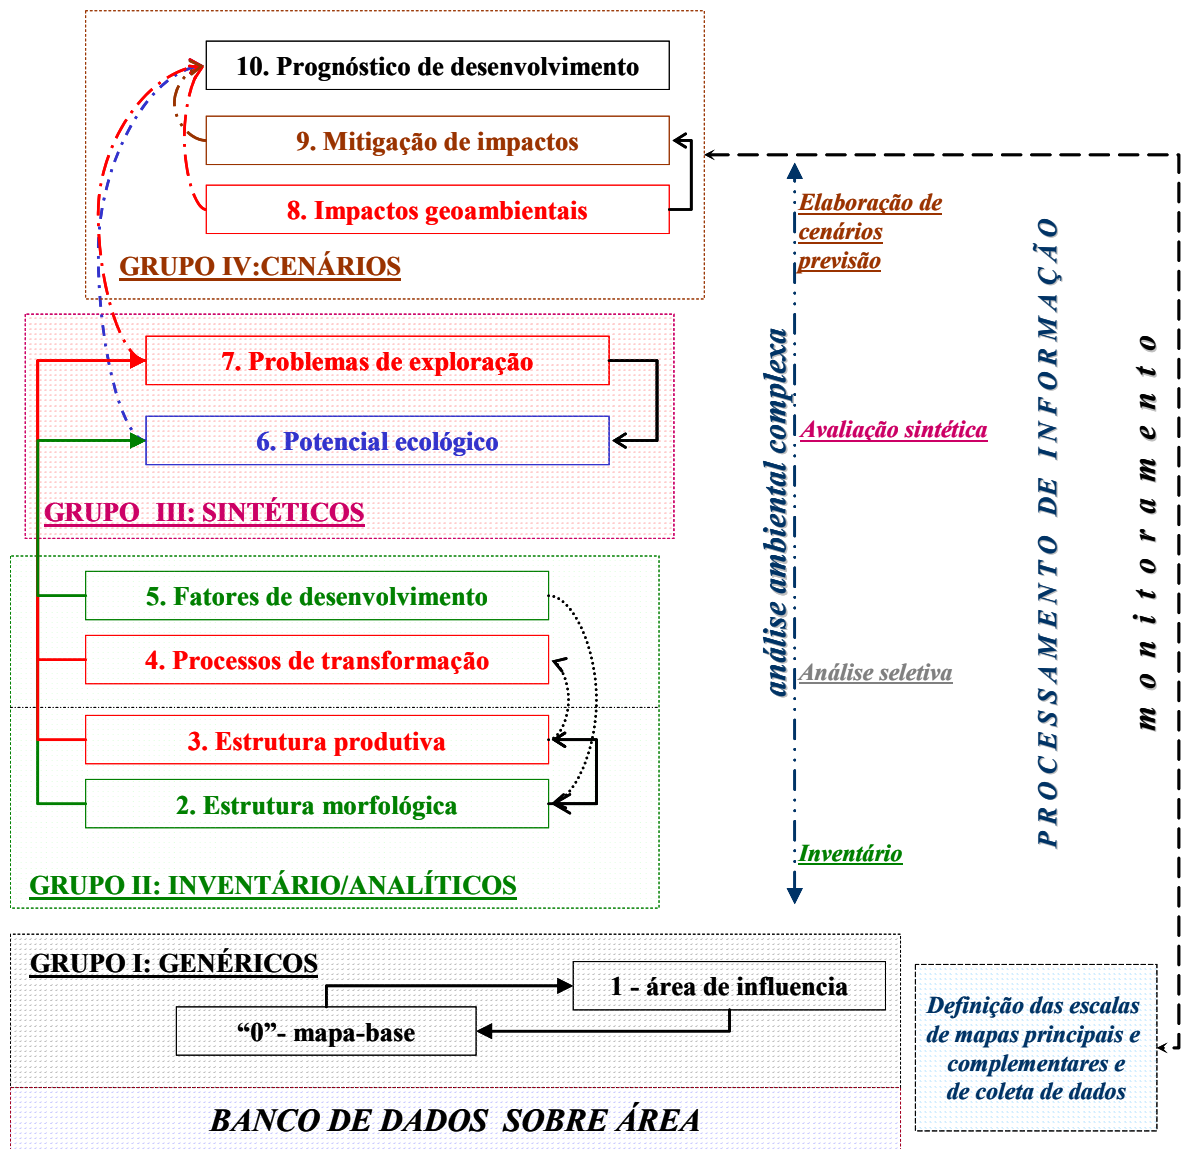 10. Prognóstico de desenvolvimento
9. Mitigação de impactos
8. Impactos geoambientais
GRUPO IV:CENÁRIOS
7. Problemas de exploração
6. Potencial ecológico
GRUPO III: SINTÉTICOS
5. Fatores de desenvolvimento
4. Processos de transformação
3. Estrutura produtiva
2. Estrutura morfológica
GRUPO II: INVENTÁRIO/ANALÍTICOS
GRUPO I: GENÉRICOS
1 - área de influencia
“0”- mapa-base
BANCO DE DADOS SOBRE ÁREA
análise ambiental complexa
Elaboração de
cenários
previsão
Avaliação sintética
Análise seletiva
Inventário
PROCESSAMENTO DE INFORMAÇÃO
monitoramento
Definição das escalas
de mapas principais e
complementares e
de coleta de dados